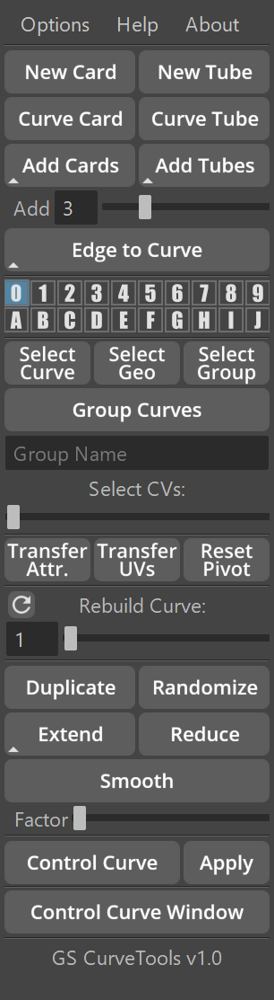 Options Help About
New Card New Tube
Curve Card Curve Tube
Add Cards Add Tubes
Add 3
Edge to Curve
0 1 2 3 4 5 6 7 8 9
A B C D E F G H I J
Select Curve Select Geo Select Group
Group Curves
Group Name
Select CVs:
Transfer Attr. Transfer UVs Reset Pivot
Rebuild Curve:
1
Duplicate Randomize
Extend Reduce
Smooth
Factor
Control Curve Apply
Control Curve Window
GS CurveTools v1.0